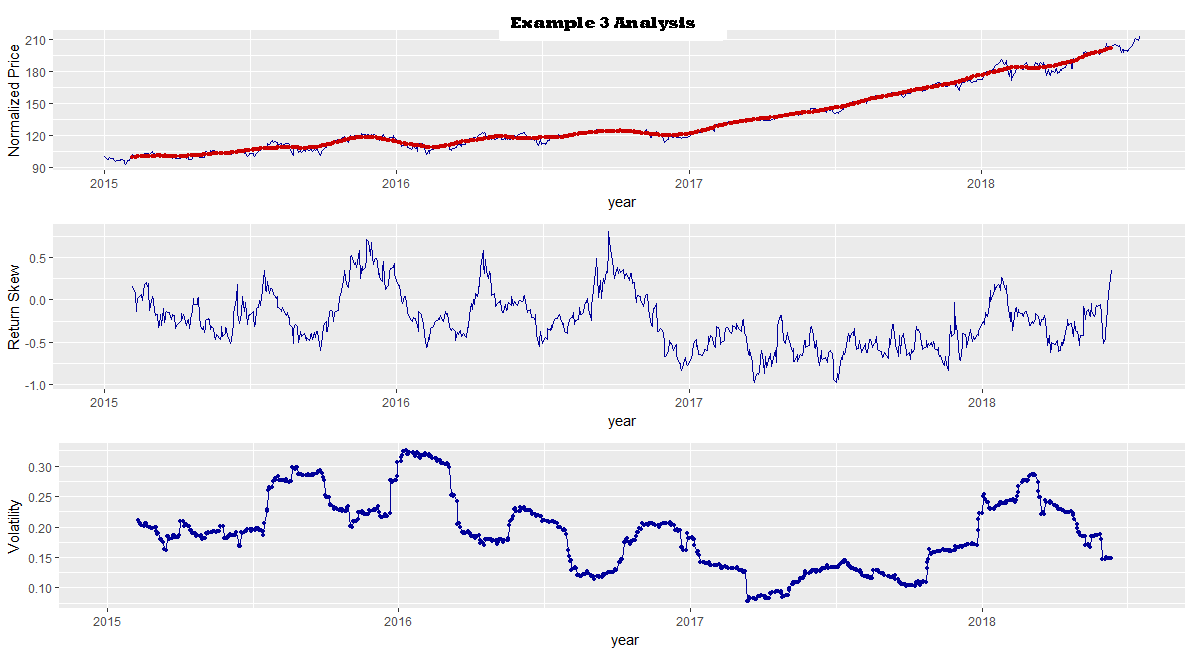 Example 3 Analysis
Normalized Price
210
180
150
120
90
2015 2016 2017 2018
year
Return Skew
0.5
0.0
-0.5
-1.0
2015 2016 2017 2018
year
Volatility
0.30
0.25
0.20
0.15
0.10
2015 2016 2017 2018
year